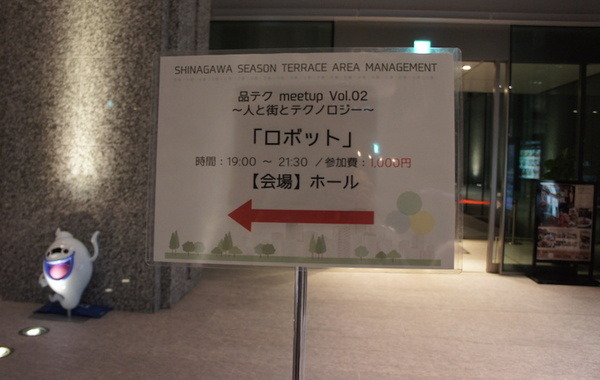 SHINAGAWA SEASON TERRACE AREA MANAGEMENT
品テク meetup Vol.02
～人と街とテクノロジー～
「ロボット」
時間：19:00 ～ 21:30 ／参加費：1,000円
【会場】ホール